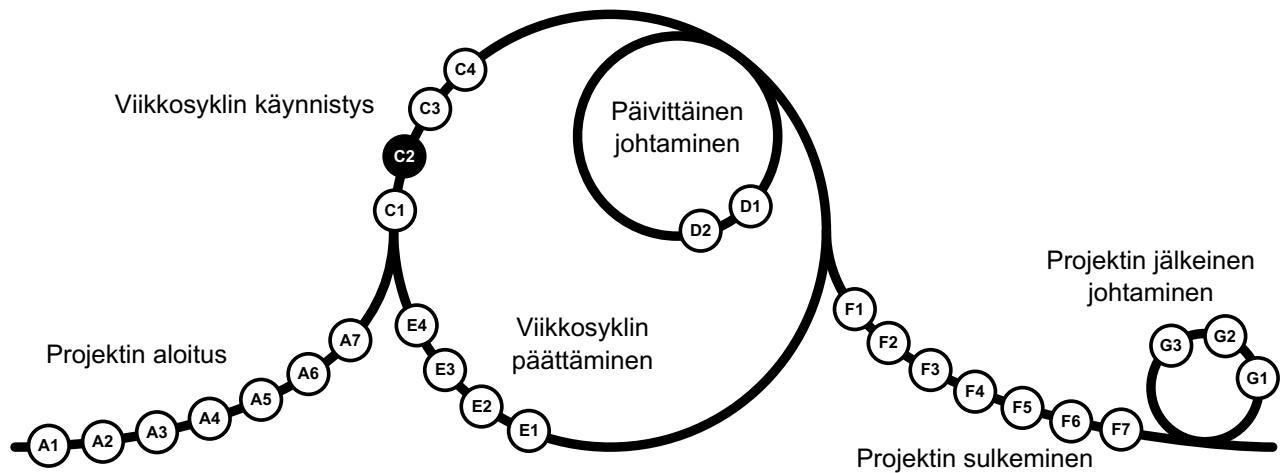 Projektin aloitus
A1
A2
A3
A4
A5
A6
A7
Viikkosyklin käynnistys
C1
C2
C3
C4
Päivittäinen
johtaminen
D1
D2
Viikkosyklin
päättäminen
E1
E2
E3
E4
F1
F2
F3
F4
F5
F6
F7
Projektin sulkeminen
Projektin jälkeinen
johtaminen
G1
G2
G3